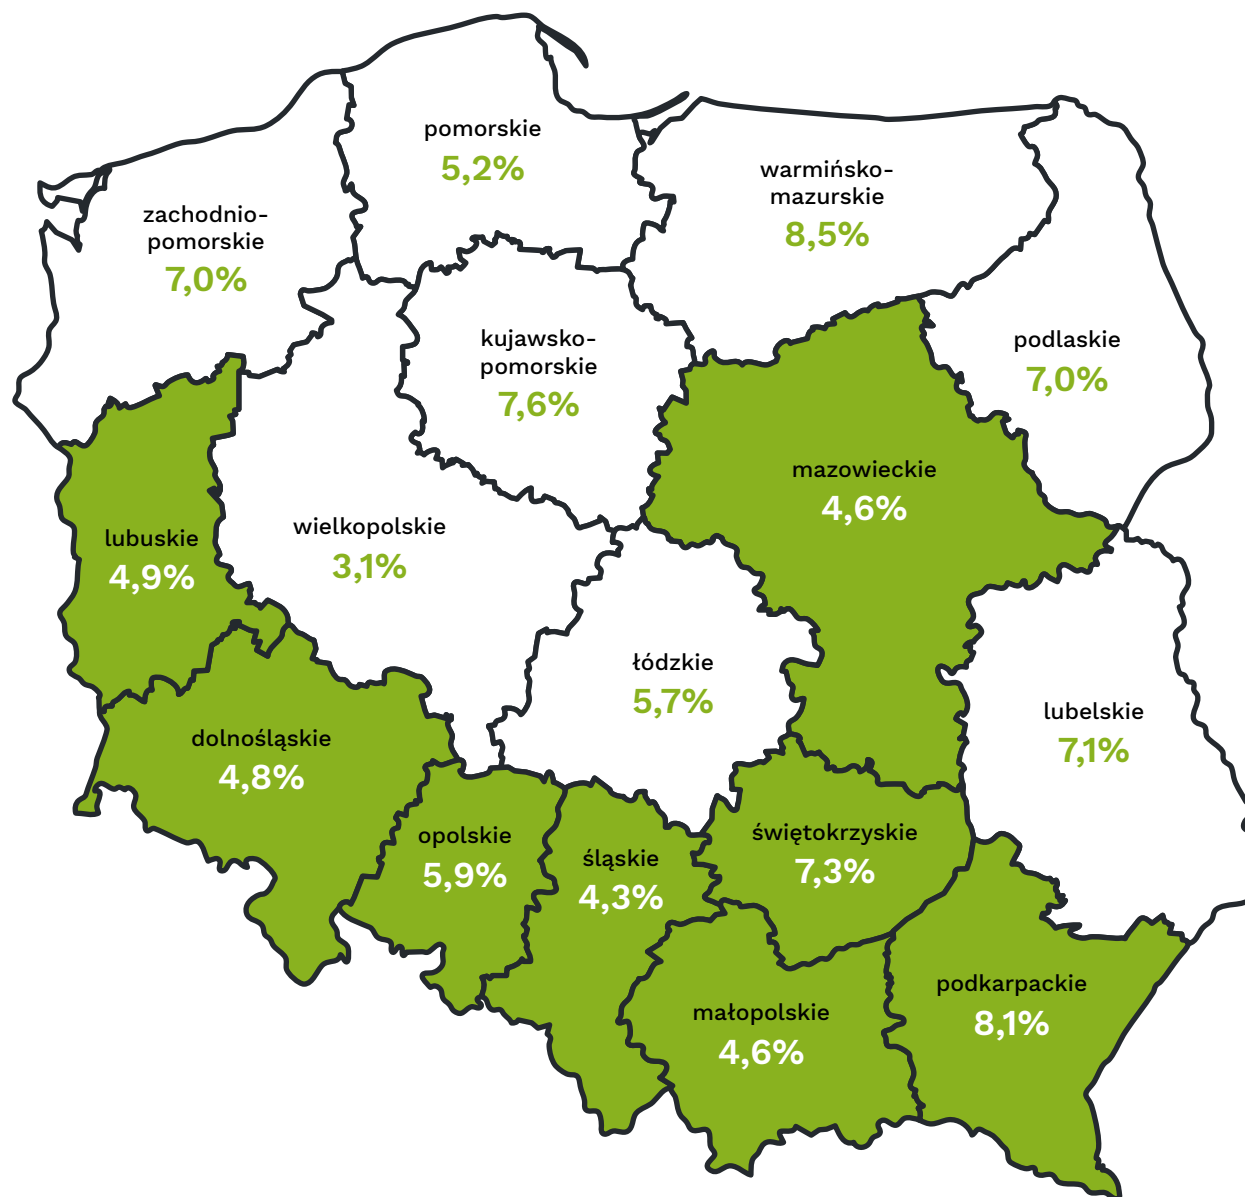 pomorskie
5,2%
warmińsko-
mazurskie
8,5%
zachodnio-
pomorskie
7,0%
kujawsko-
pomorskie
7,6%
podlaskie
7,0%
mazowieckie
4,6%
wielkopolskie
3,1%
lubuskie
4,9%
łódzkie
5,7%
lubelskie
7,1%
dolnośląskie
4,8%
opolskie
5,9%
śląskie
4,3%
świętokrzyskie
7,3%
podkarpackie
8,1%
małopolskie
4,6%